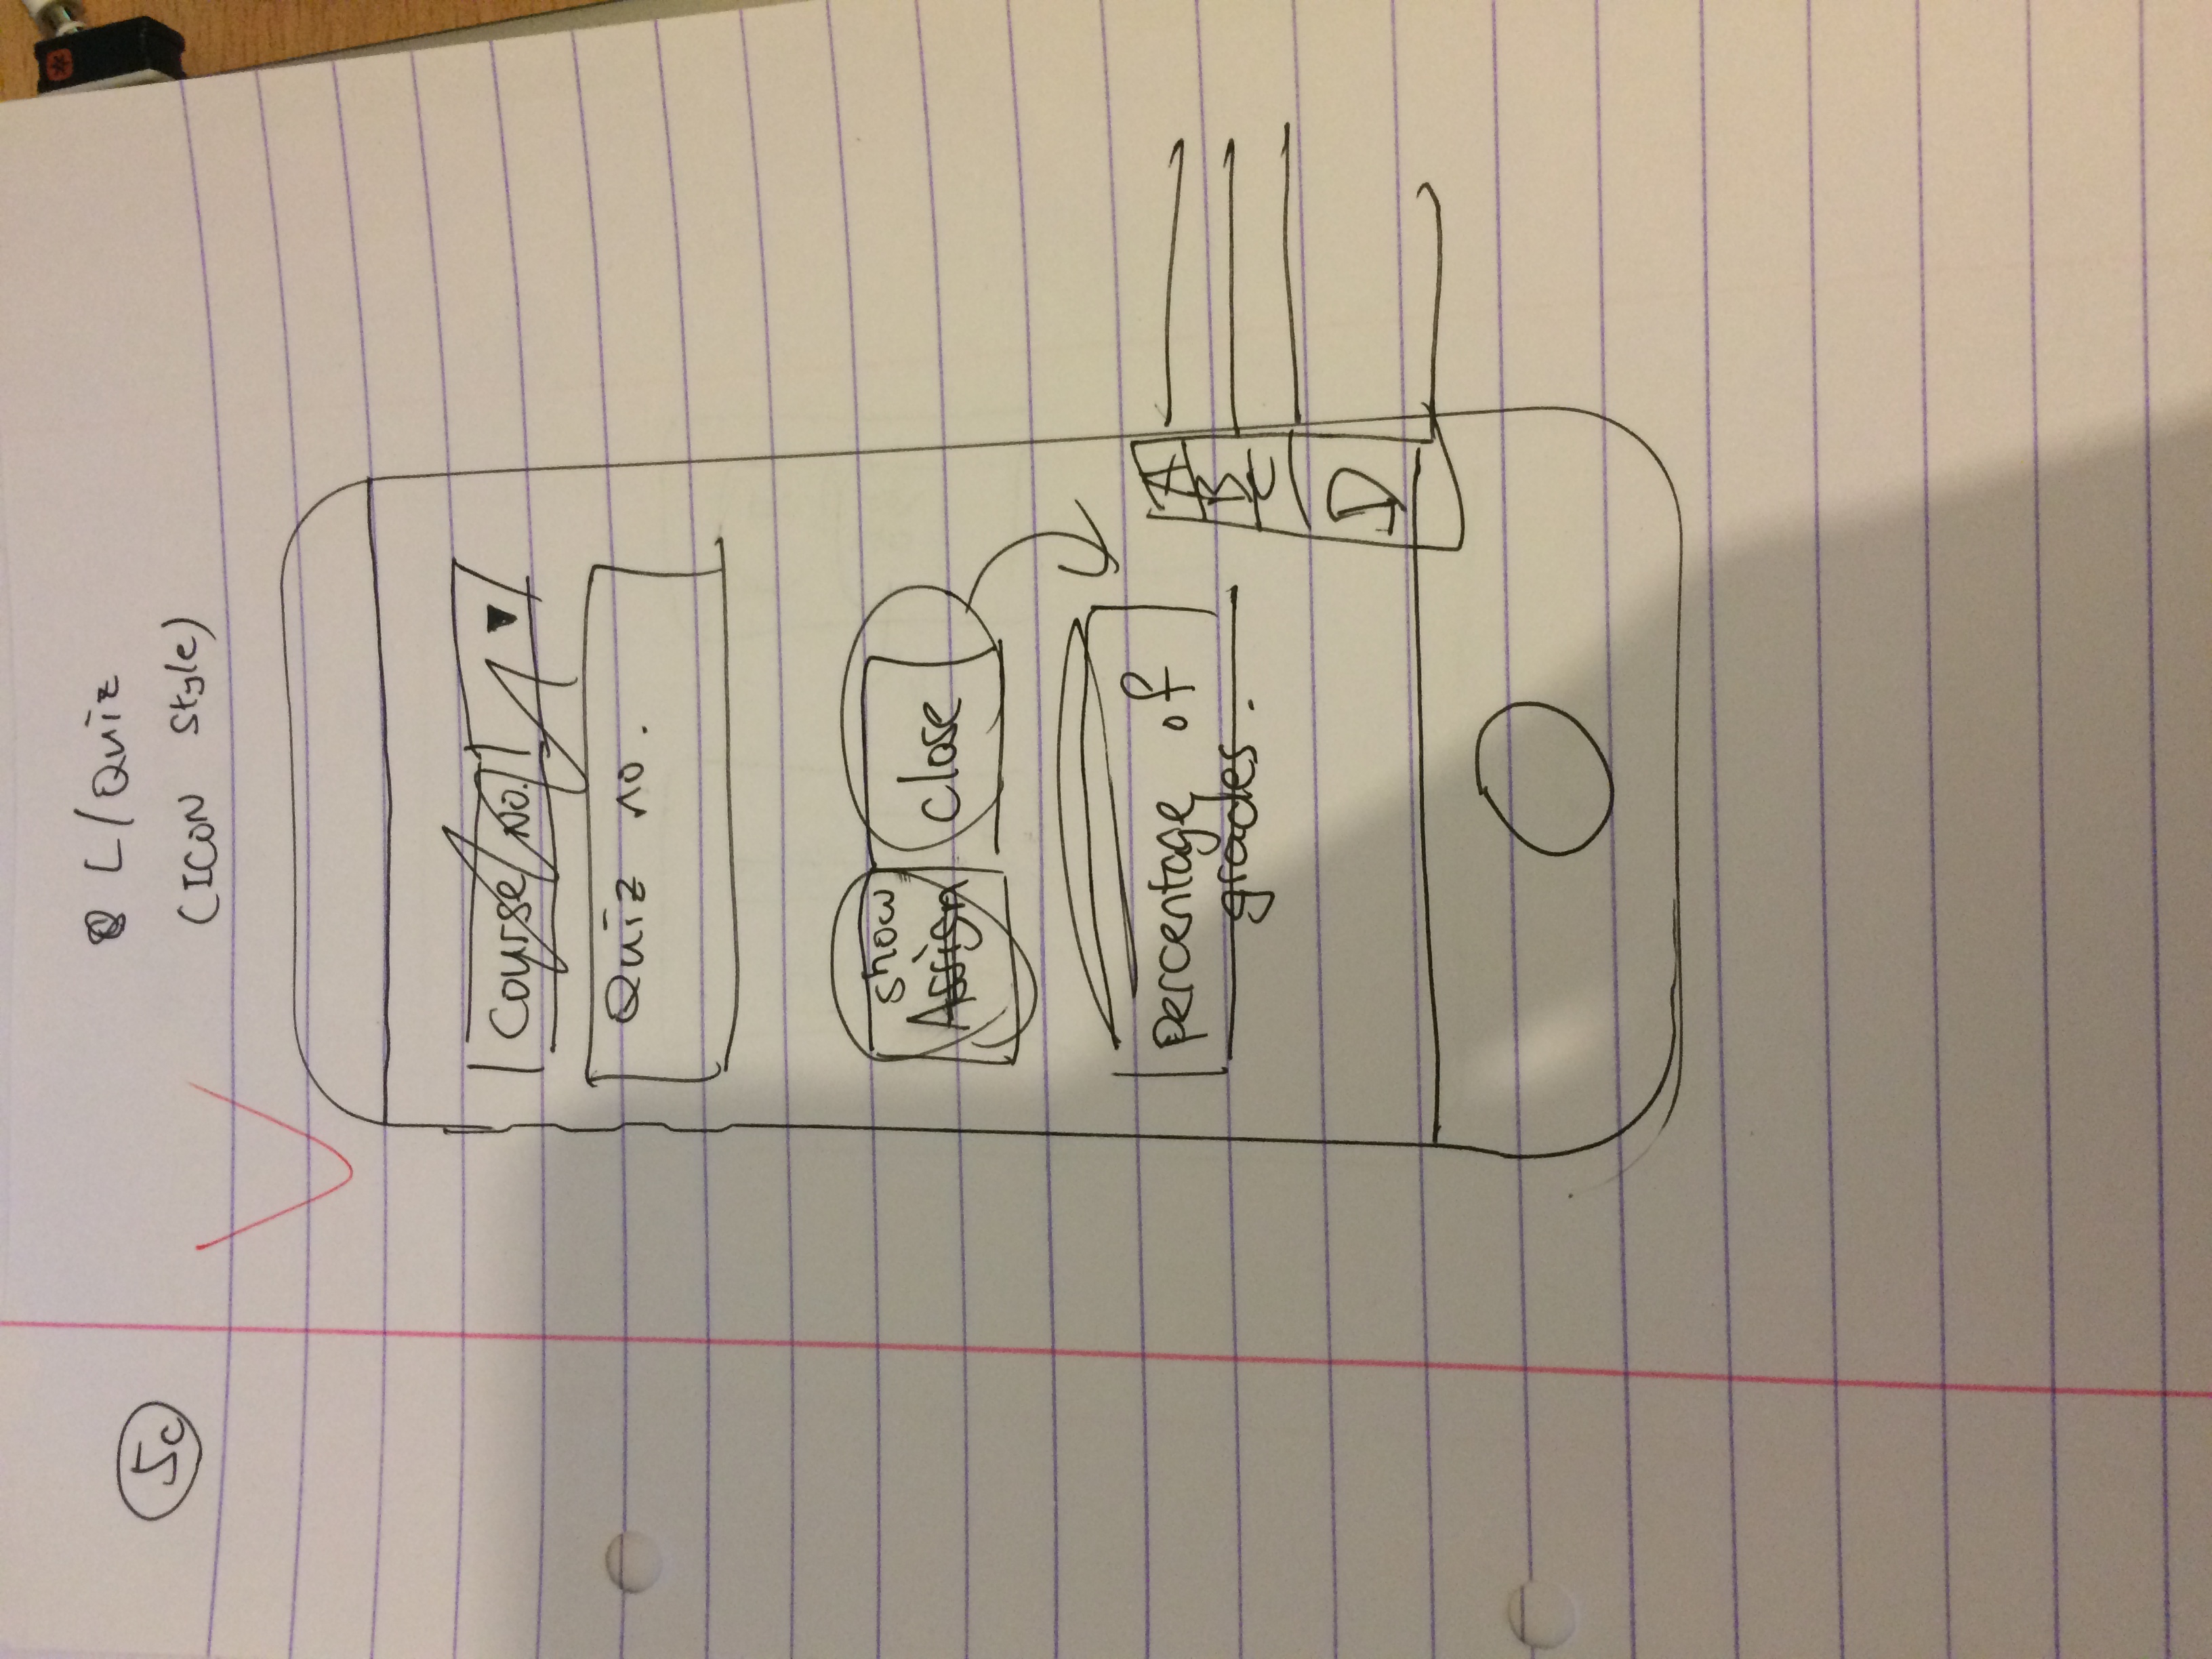 5c
L/Quiz
(ICON Style)
Course No. ▼
Quiz no.
show
Assign
close
percentage of
grades.
A
B
C
D